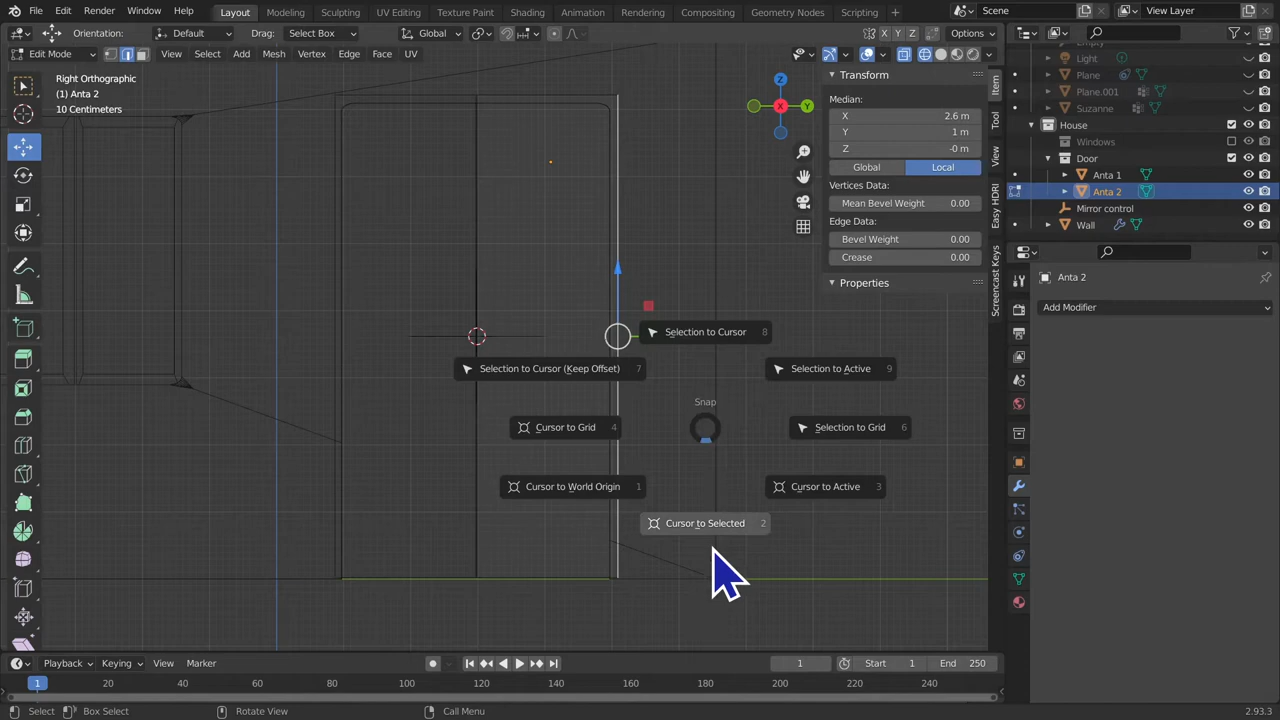 File Edit Render Window Help Layout Modeling Sculpting UV Editing Texture Paint Shading Animation Rendering Compositing Geometry Nodes Scripting + Scene View Layer
Orientation: Default Drag: Select Box Global X Y Z Options
Edit Mode View Select Add Mesh Vertex Edge Face UV
Right Orthographic
(1) Anta 2
10 Centimeters
Z
Y
X
Transform
Median:
X 2.6 m
Y 1 m
Z -0 m
Global Local
Vertices Data:
Mean Bevel Weight 0.00
Edge Data:
Bevel Weight 0.00
Crease 0.00
Properties
Item
Tool
View
Easy HDRI
Screencast Keys
Light
Plane
Plane.001
Suzanne
House
Windows
Door
Anta 1
Anta 2
Mirror control
Wall
Anta 2
Add Modifier
Selection to Cursor 8
Selection to Cursor (Keep Offset) 7
Selection to Active 9
Snap
Cursor to Grid 4
Selection to Grid 6
Cursor to World Origin 1
Cursor to Active 3
Cursor to Selected 2
Playback Keying View Marker 1 Start 1 End 250
1 20 40 60 80 100 120 140 160 180 200 220 240
Select Box Select Rotate View Call Menu 2.93.3